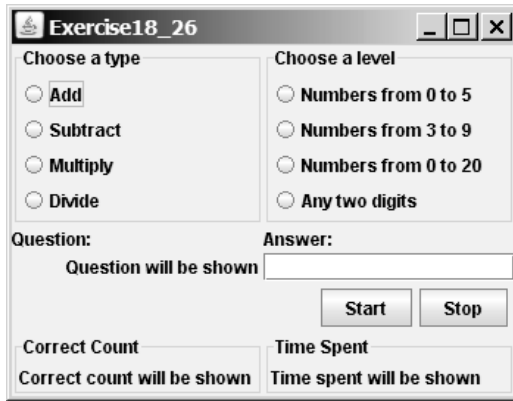 Exercise18_26
Choose a type
Add
Subtract
Multiply
Divide
Choose a level
Numbers from 0 to 5
Numbers from 3 to 9
Numbers from 0 to 20
Any two digits
Question: Answer:
Question will be shown
Start Stop
Correct Count
Correct count will be shown
Time Spent
Time spent will be shown